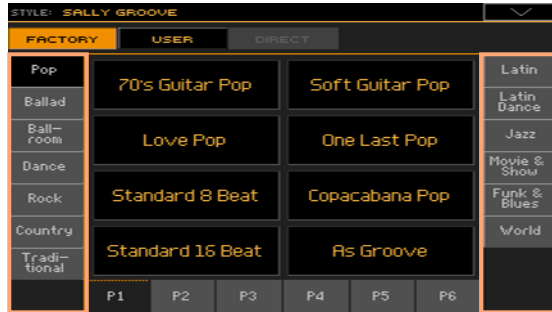 STYLE: SALLY GROOVE
FACTORY USER DIRECT
Pop
Ballad
Ball-
room
Dance
Rock
Country
Tradi-
tional
70's Guitar Pop Soft Guitar Pop
Love Pop One Last Pop
Standard 8 Beat Copacabana Pop
Standard 16 Beat As Groove
Latin
Latin
Dance
Jazz
Movie &
Show
Funk &
Blues
World
P1 P2 P3 P4 P5 P6